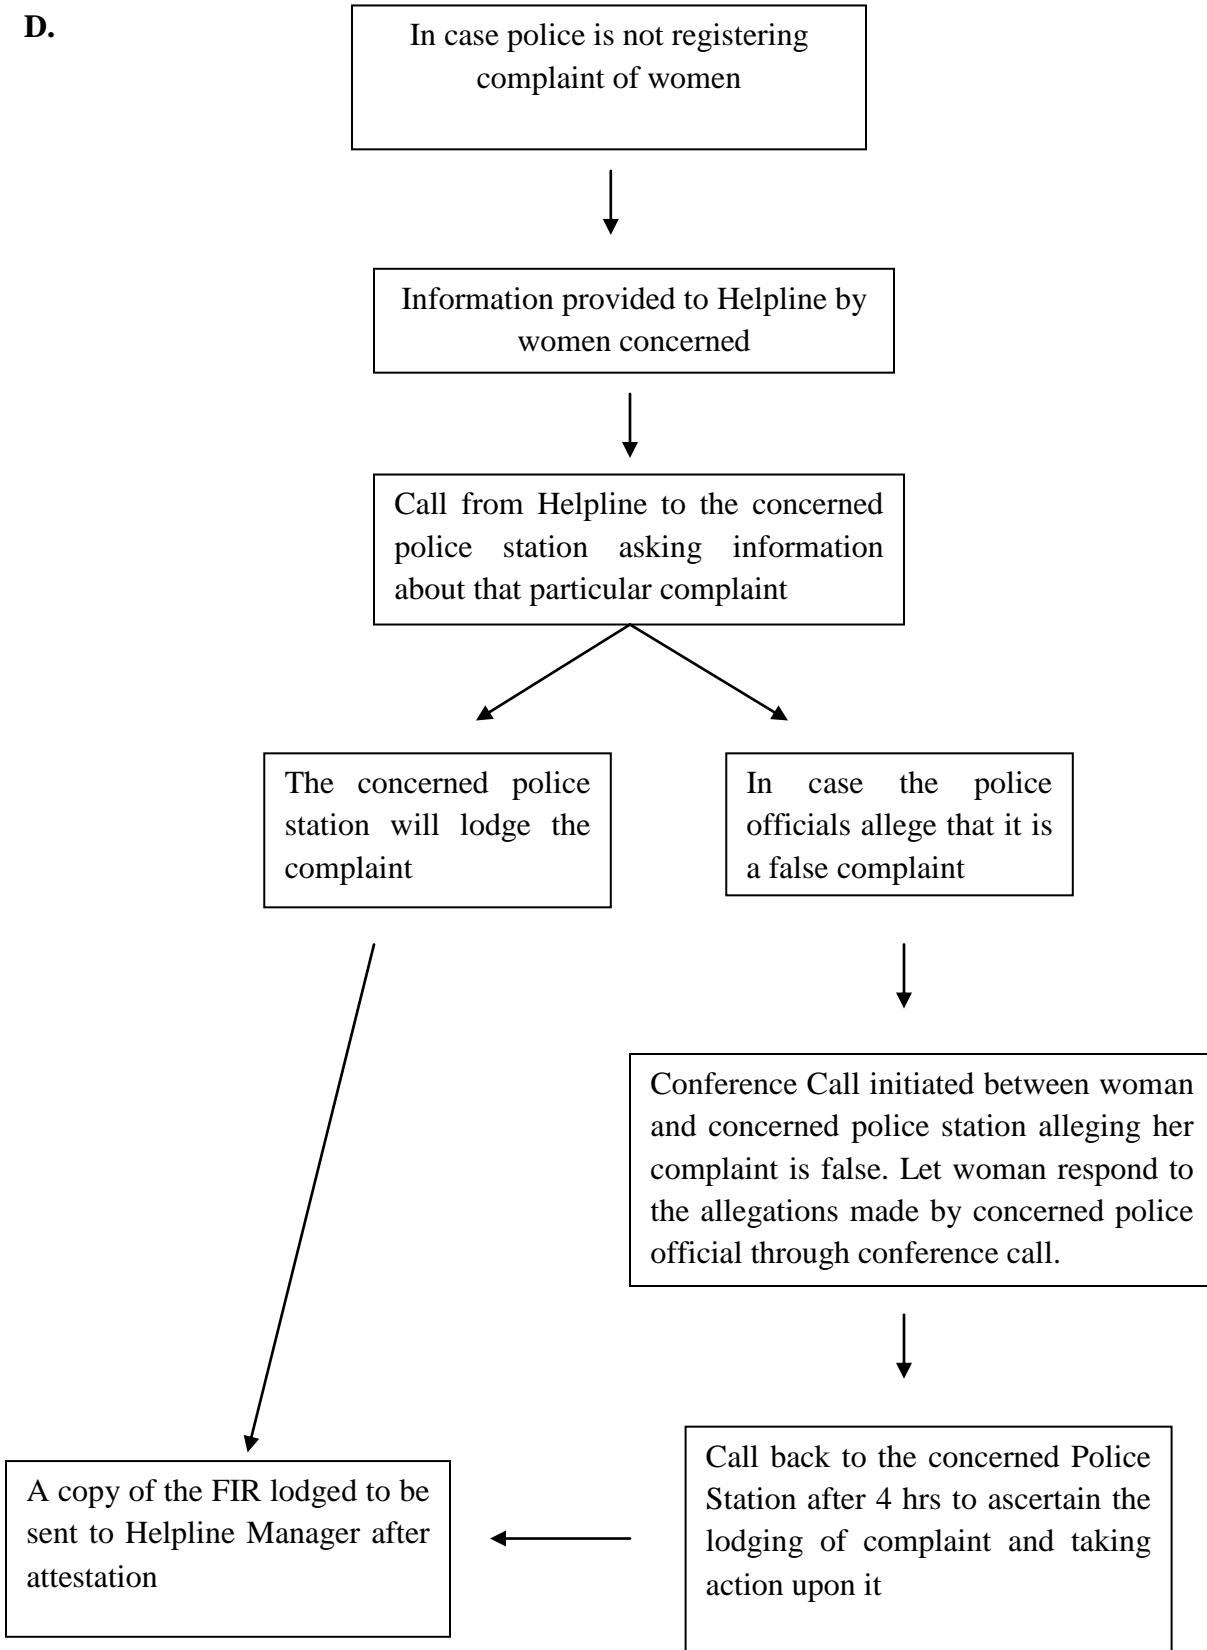 D.
In case police is not registering
complaint of women
Information provided to Helpline by
women concerned
Call from Helpline to the concerned
police station asking information
about that particular complaint
The concerned police
station will lodge the
complaint
In case the police
officials allege that it is
a false complaint
Conference Call initiated between woman
and concerned police station alleging her
complaint is false. Let woman respond to
the allegations made by concerned police
official through conference call.
A copy of the FIR lodged to be
sent to Helpline Manager after
attestation
Call back to the concerned Police
Station after 4 hrs to ascertain the
lodging of complaint and taking
action upon it